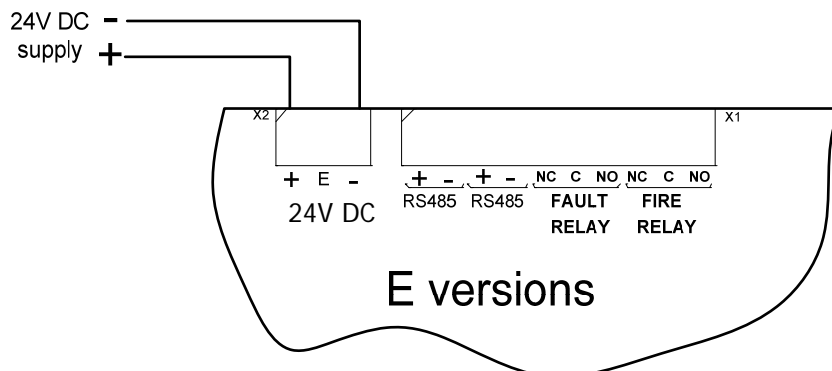 24V DC -
supply +
X2
X1
+ E -
24V DC
+ - + - NC C NO NC C NO
RS485 RS485 FAULT RELAY FIRE RELAY
E versions